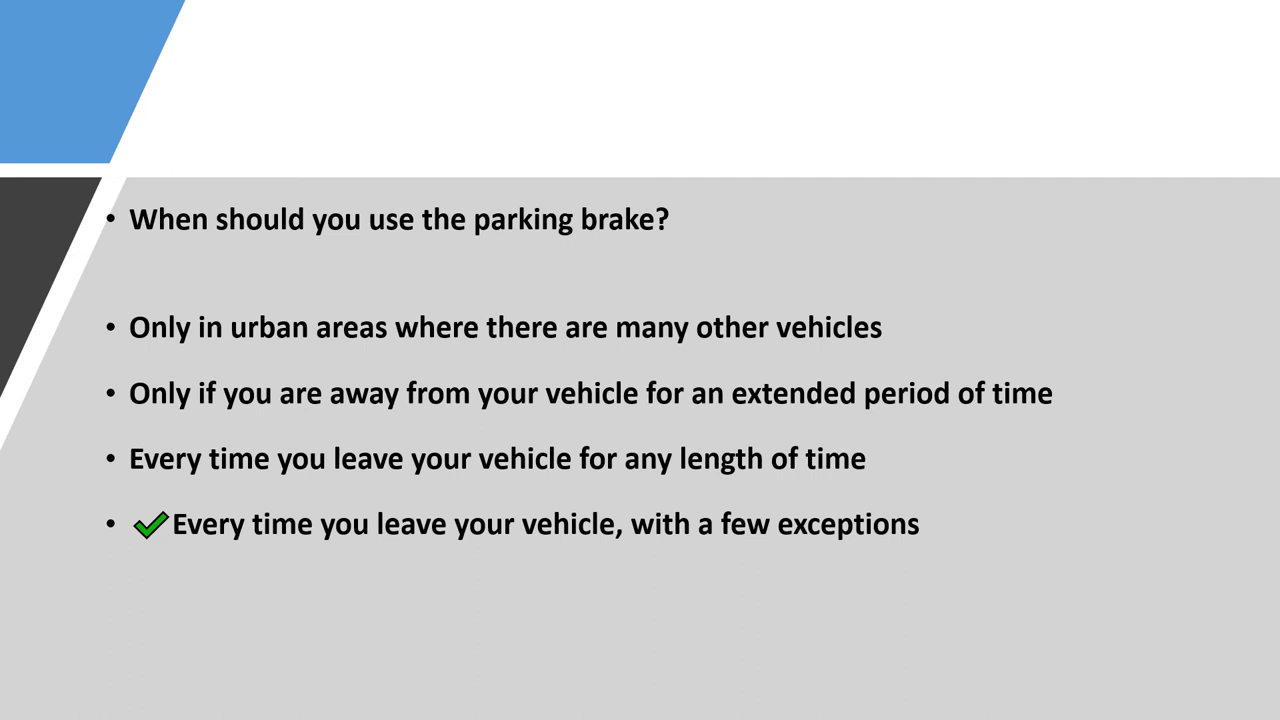 • When should you use the parking brake?
• Only in urban areas where there are many other vehicles
• Only if you are away from your vehicle for an extended period of time
• Every time you leave your vehicle for any length of time
• Every time you leave your vehicle, with a few exceptions